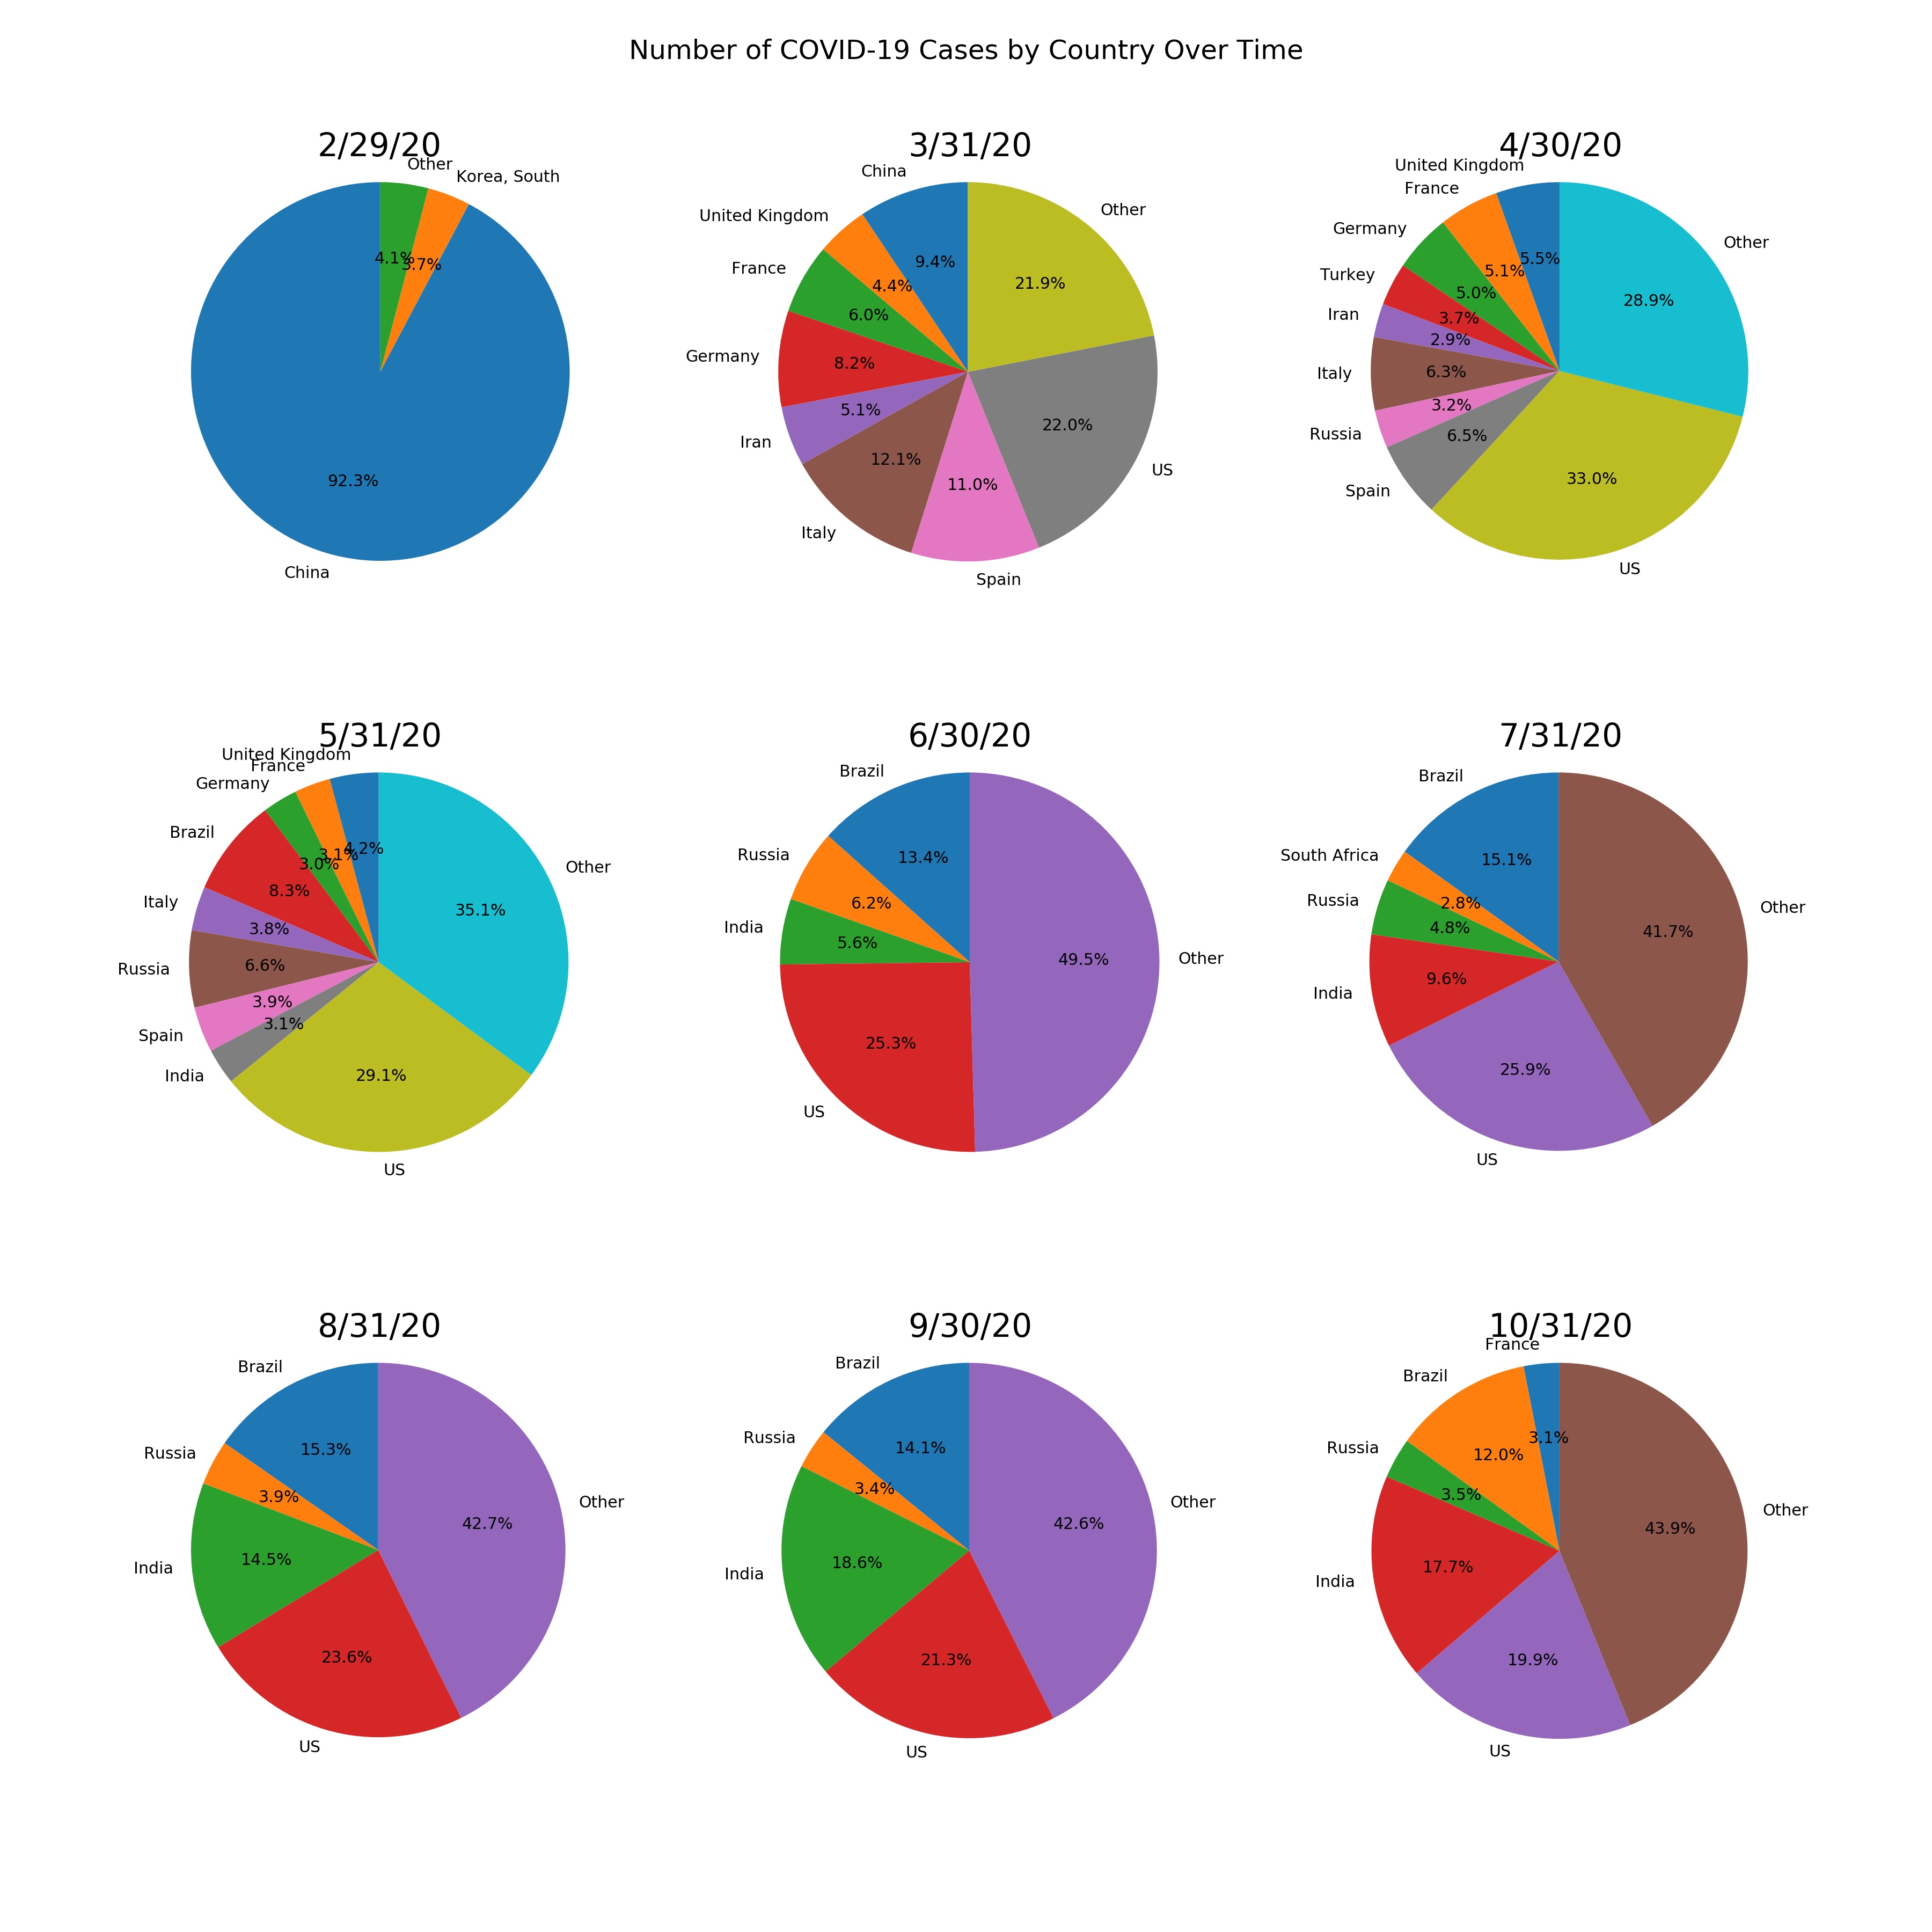 Number of COVID-19 Cases by Country Over Time
2/29/20
Other
Korea, South
4.1%
3.7%
92.3%
China
3/31/20
China
United Kingdom
France
Germany
Iran
Italy
Spain
US
Other
9.4%
4.4%
6.0%
8.2%
5.1%
12.1%
11.0%
22.0%
21.9%
4/30/20
United Kingdom
France
Germany
Turkey
Iran
Italy
Russia
Spain
US
Other
5.5%
5.1%
5.0%
3.7%
2.9%
6.3%
3.2%
6.5%
33.0%
28.9%
5/31/20
United Kingdom
France
Germany
Brazil
Italy
Russia
Spain
India
US
Other
4.2%
3.1%
3.0%
8.3%
3.8%
6.6%
3.9%
3.1%
29.1%
35.1%
6/30/20
Brazil
Russia
India
US
Other
13.4%
6.2%
5.6%
25.3%
49.5%
7/31/20
Brazil
South Africa
Russia
India
US
Other
15.1%
2.8%
4.8%
9.6%
25.9%
41.7%
8/31/20
Brazil
Russia
India
US
Other
15.3%
3.9%
14.5%
23.6%
42.7%
9/30/20
Brazil
Russia
India
US
Other
14.1%
3.4%
18.6%
21.3%
42.6%
10/31/20
France
Brazil
Russia
India
US
Other
3.1%
12.0%
3.5%
17.7%
19.9%
43.9%